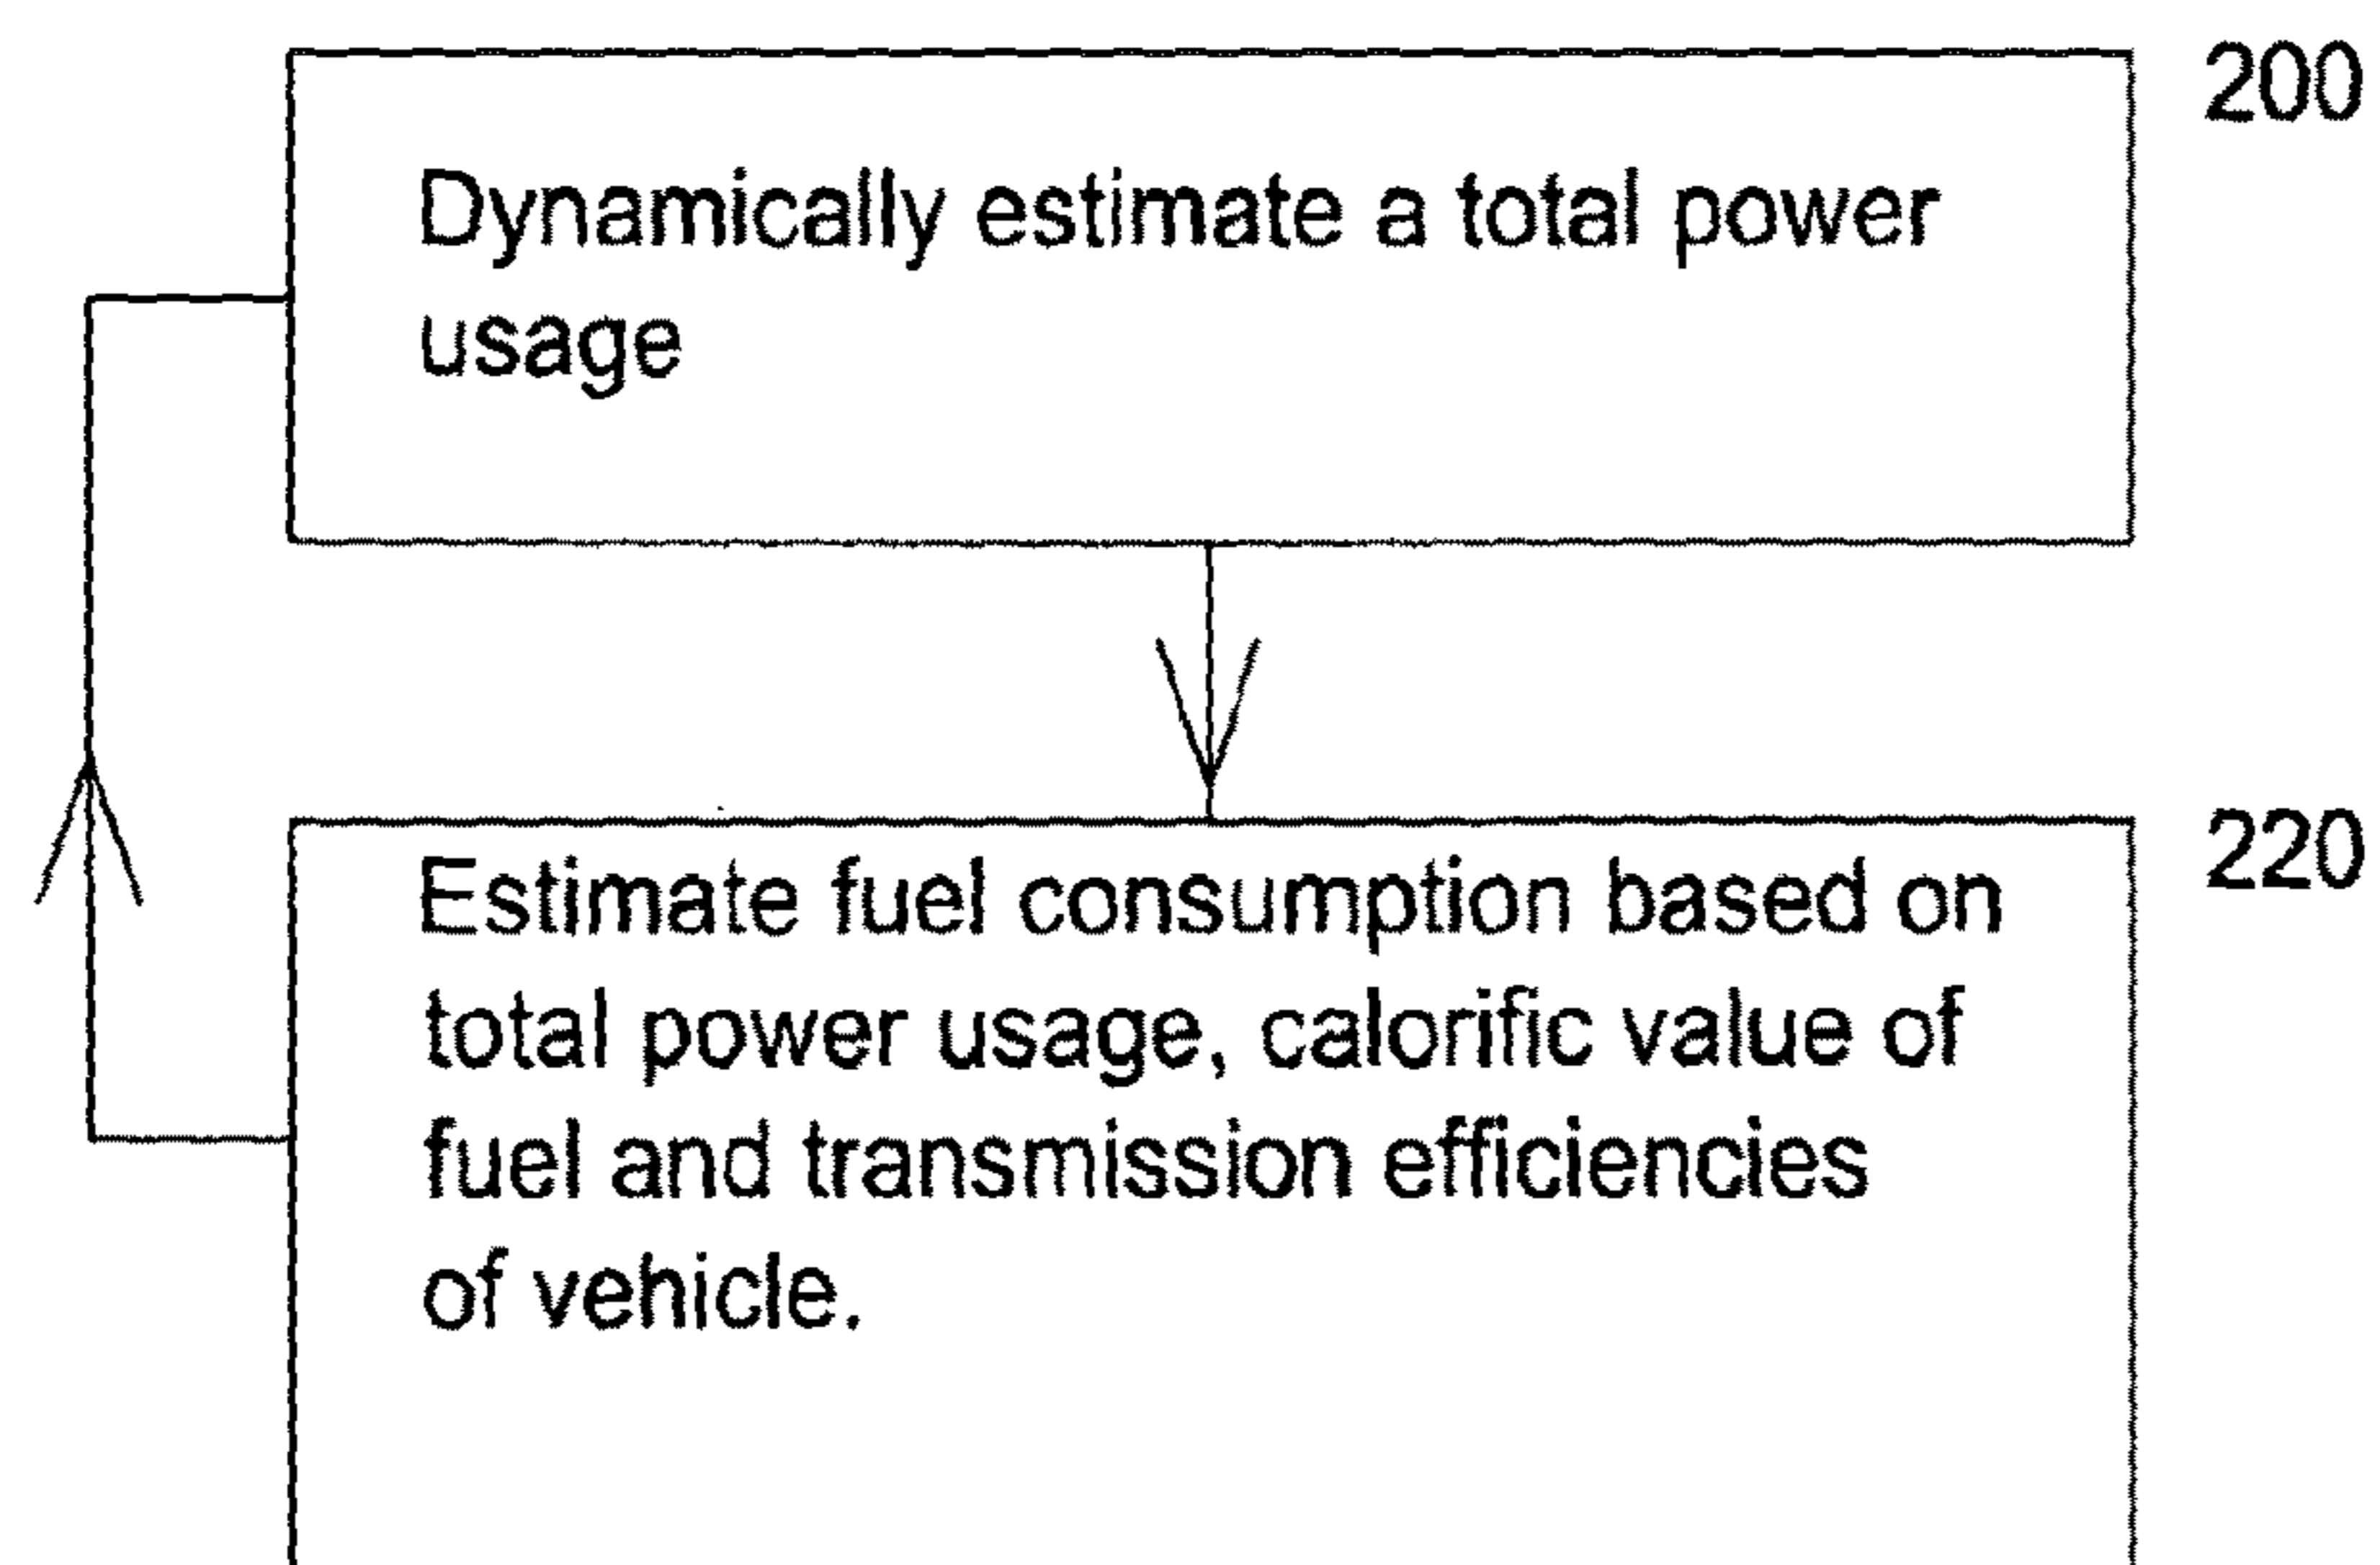 200
Dynamically estimate a total power
usage
220
Estimate fuel consumption based on
total power usage, calorific value of
fuel and transmission efficiencies
of vehicle.